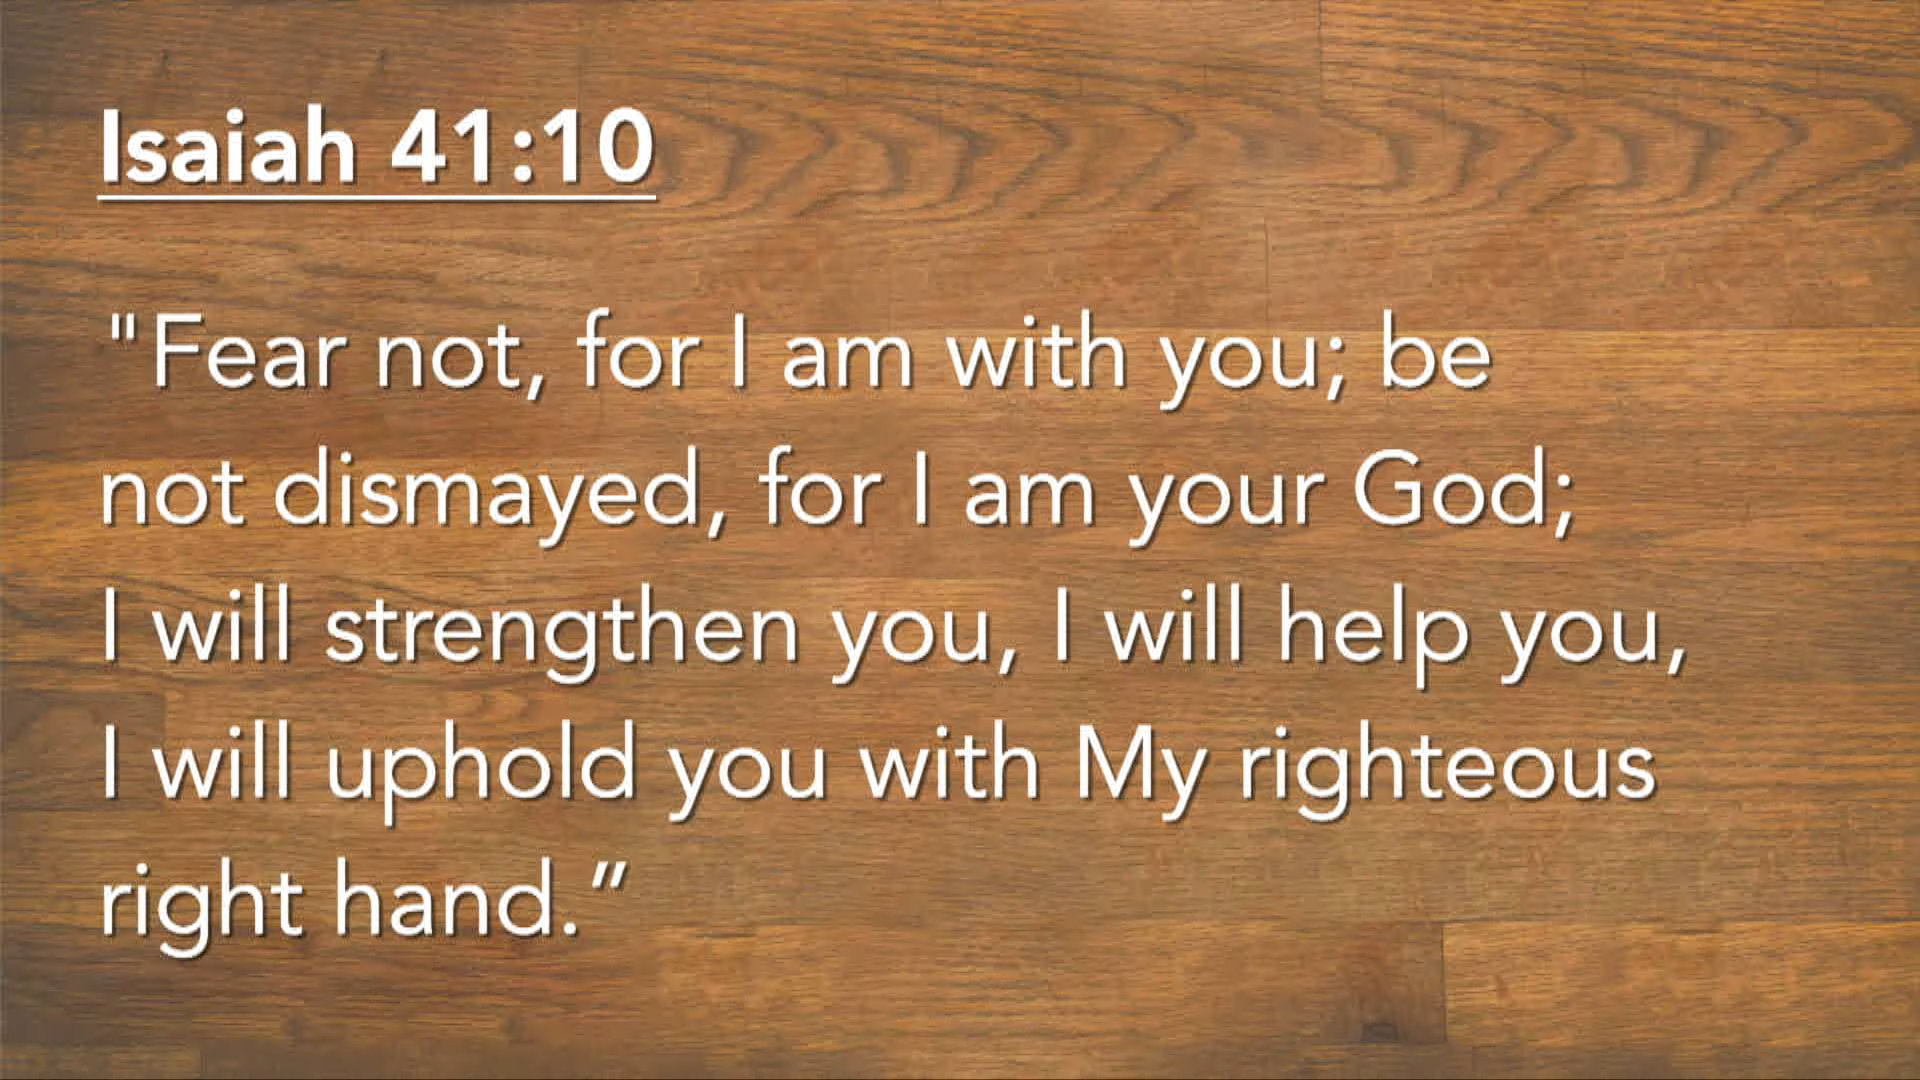 Isaiah 41:10
"Fear not, for I am with you; be
not dismayed, for I am your God;
I will strengthen you, I will help you,
I will uphold you with My righteous
right hand.”